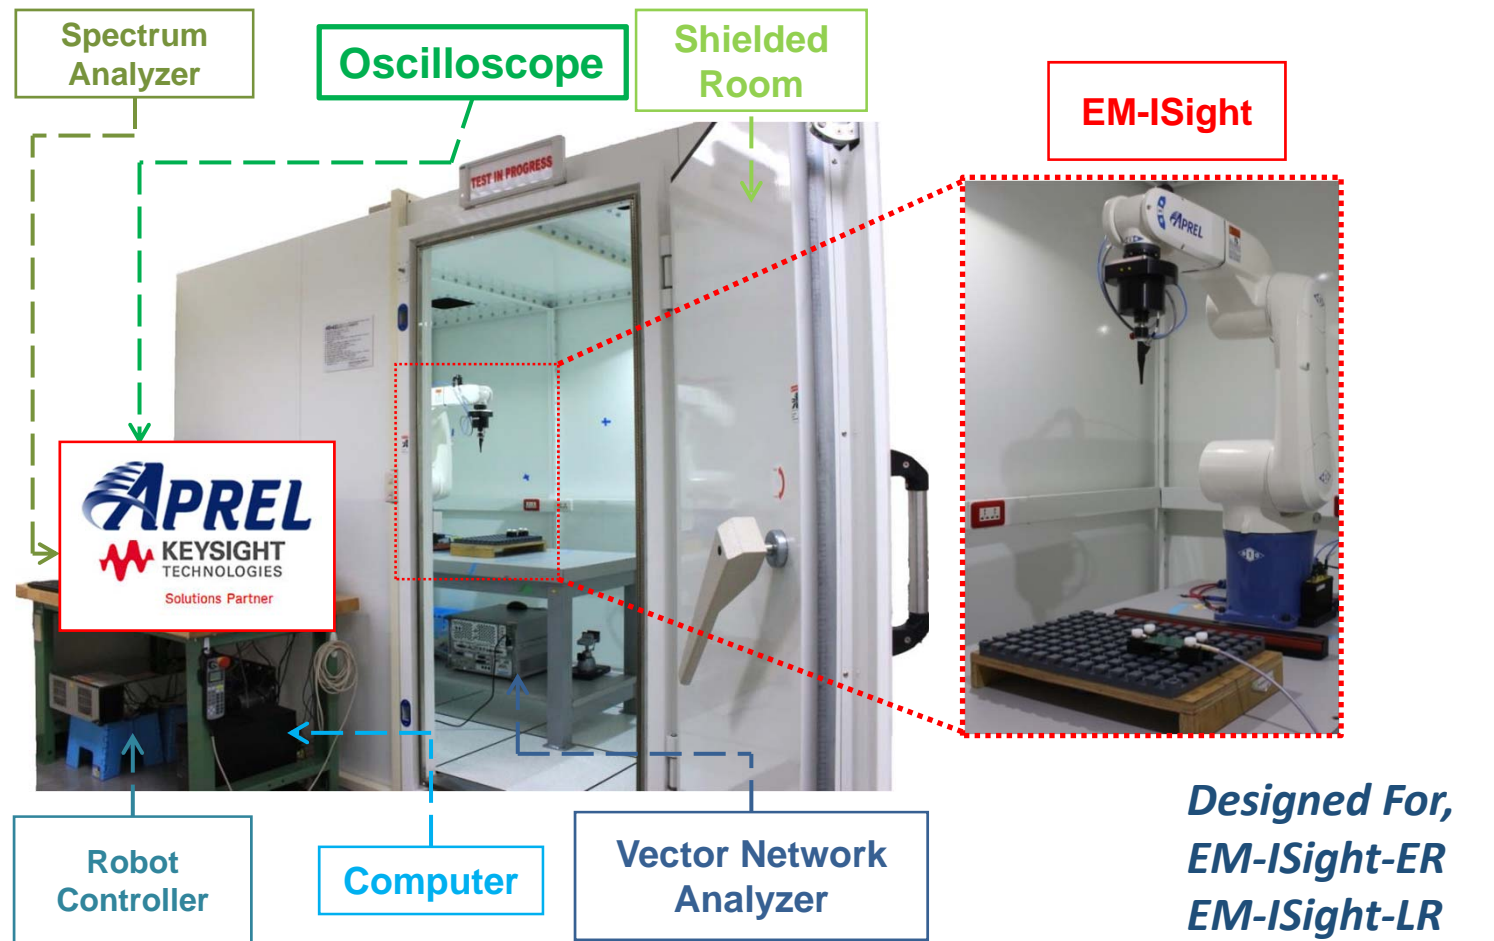 Spectrum
Analyzer
Oscilloscope
Shielded
Room
EM-ISight
TEST IN PROGRESS
APREL
APREL
KEYSIGHT
TECHNOLOGIES
Solutions Partner
Robot
Controller
Computer
Vector Network
Analyzer
Designed For,
EM-ISight-ER
EM-ISight-LR